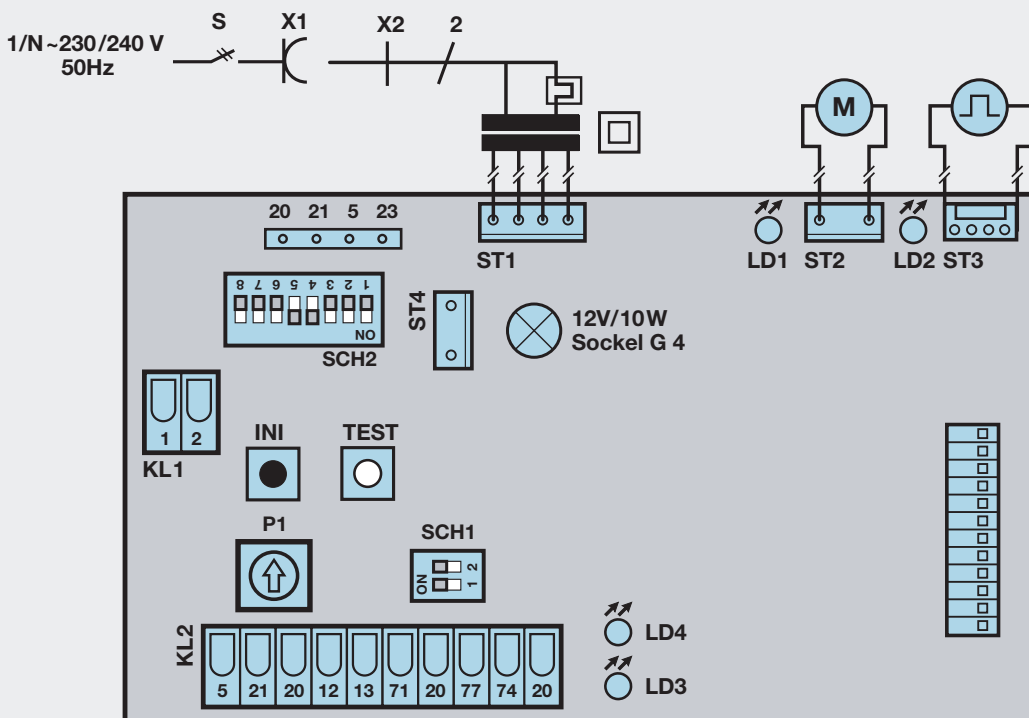 S X1 X2 2
1/N ~230/240 V
50Hz
M
20 21 5 23
ST1
LD1 ST2 LD2 ST3
8 7 6 5 4 3 2 1
ON
SCH2
ST4
12V/10W
Sockel G 4
1 2
KL1
INI TEST
P1
SCH1
ON
1 2
KL2
5 21 20 12 13 71 20 77 74 20
LD4
LD3